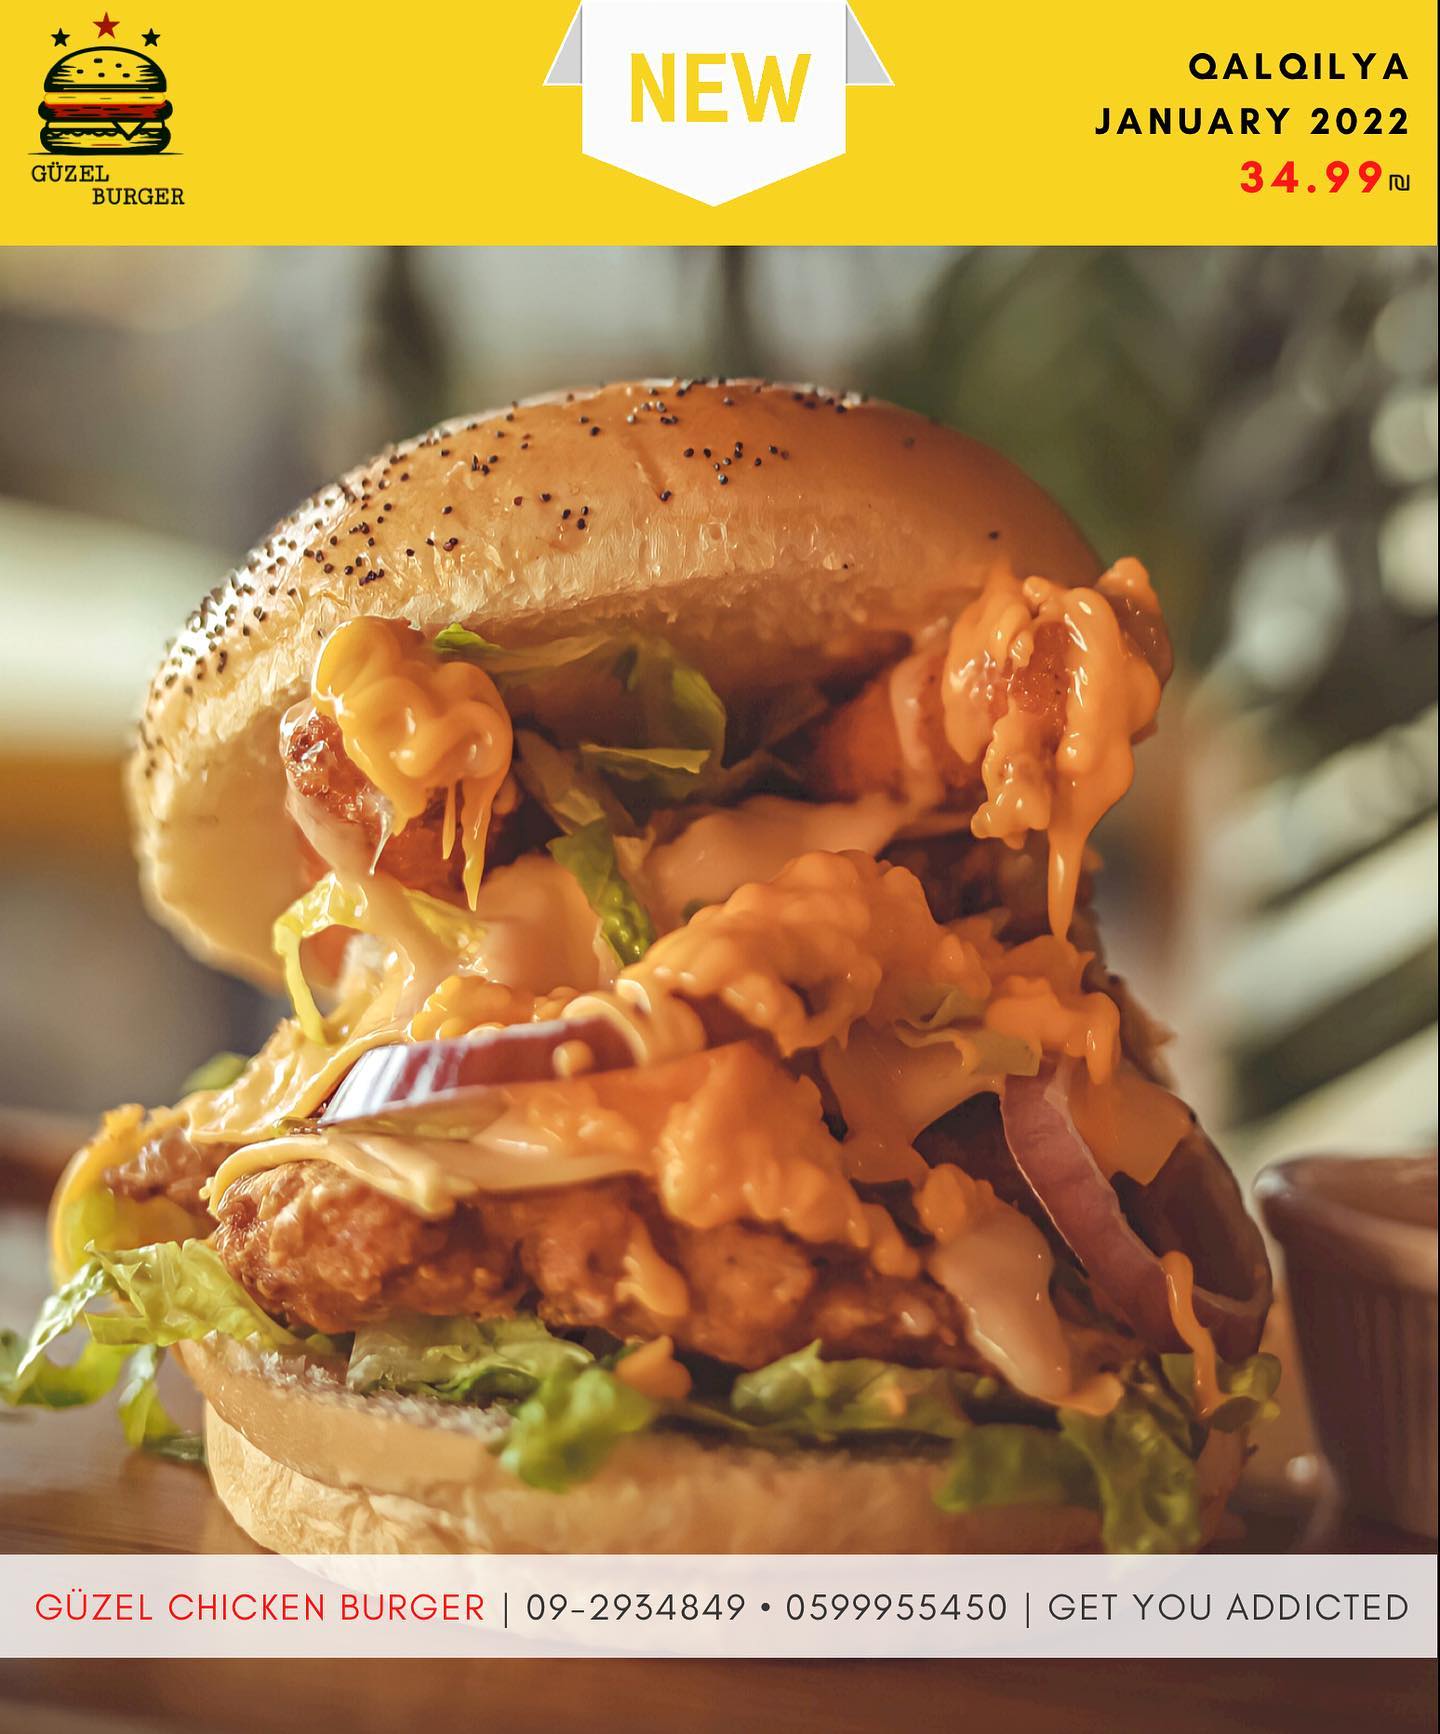 GÜZEL
BURGER
NEW
QALQILYA
JANUARY 2022
34.99₪
GÜZEL CHICKEN BURGER | 09-2934849 • 0599955450 | GET YOU ADDICTED